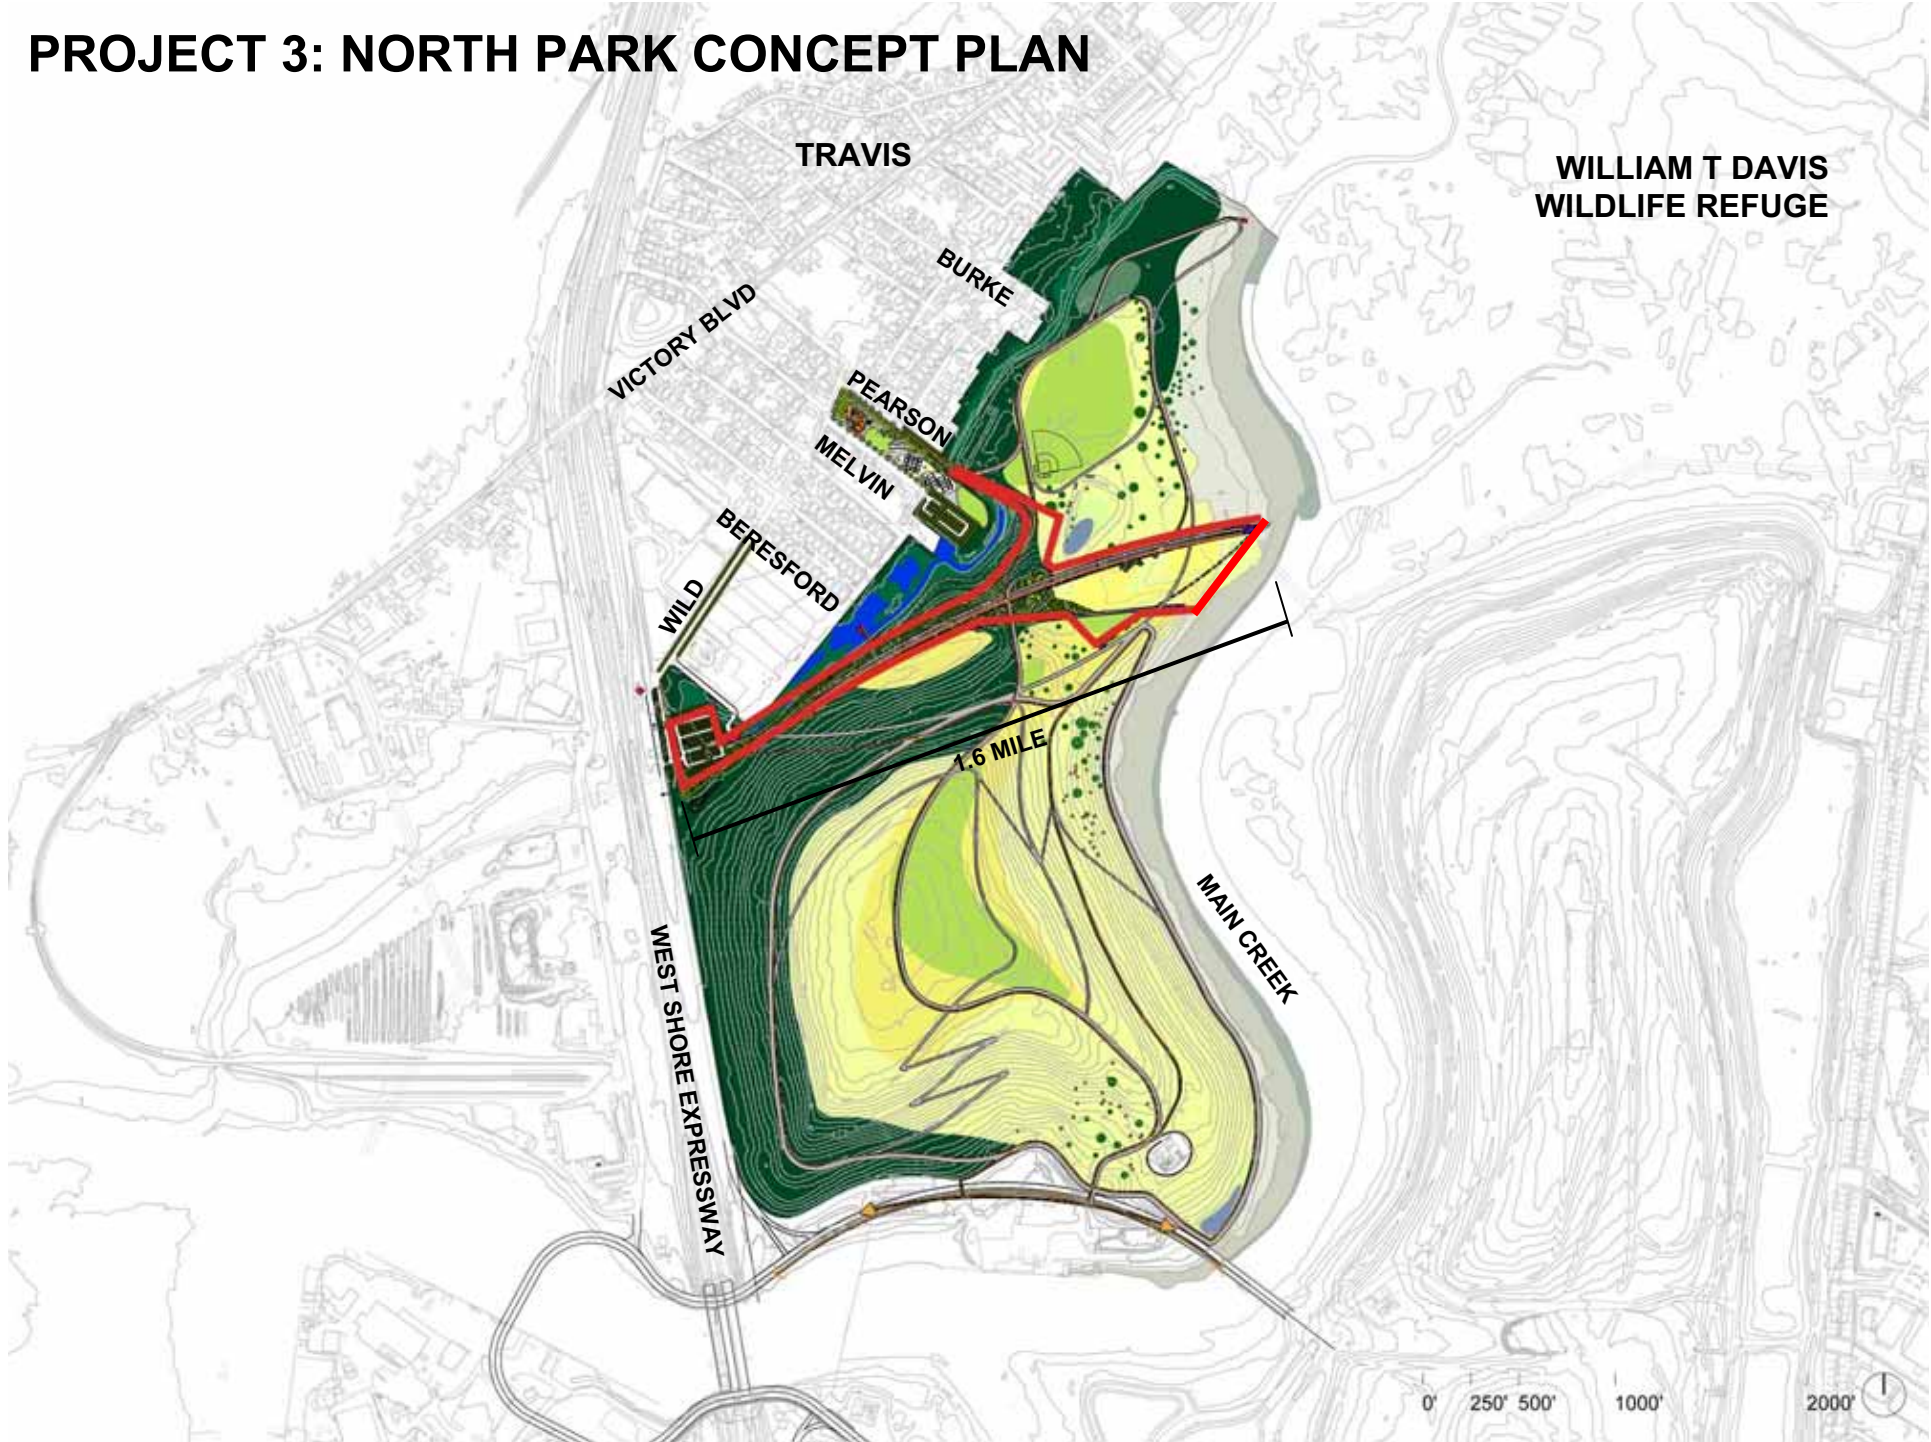 PROJECT 3: NORTH PARK CONCEPT PLAN
TRAVIS
WILLIAM T DAVIS
WILDLIFE REFUGE
BURKE
VICTORY BLVD
PEARSON
MELVIN
BERESFORD
WILD
1.6 MILE
MAIN CREEK
WEST SHORE EXPRESSWAY
0' 250' 500' 1000' 2000'